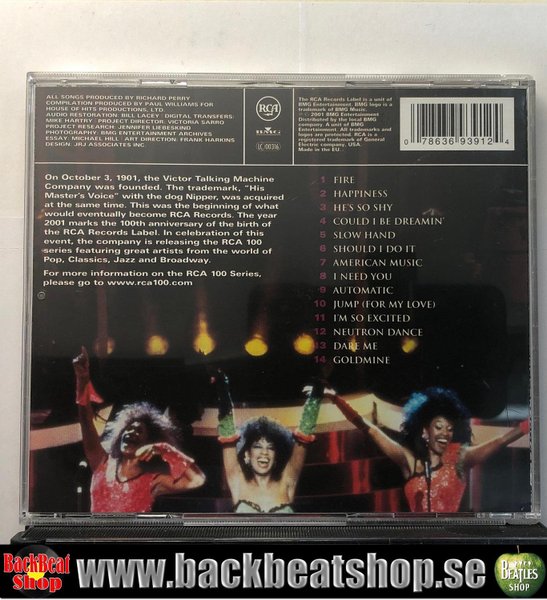 ALL SONGS PRODUCED BY RICHARD PERRY
COMPILATION PRODUCED BY PAUL WILLIAMS FOR
HOUSE OF HITS PRODUCTIONS, LTD.
AUDIO RESTORATION: BILL LACEY · DIGITAL TRANSFERS:
MIKE HARTRY · PROJECT DIRECTOR: VICTORIA SARRO
PROJECT RESEARCH: JENNIFER LIEBESKIND
PHOTOGRAPHY: BMG ENTERTAINMENT ARCHIVES
ESSAY: MICHAEL HILL · ART DIRECTION: FRANK HARKINS
DESIGN: JRJ ASSOCIATES INC
RCA
BMG
LC 00316
The RCA Records Label is a unit of
BMG Entertainment. BMG logo is a
trademark of BMG Music.
℗ © 2001 BMG Entertainment
Distributed by the local BMG
company. A unit of BMG
Entertainment. All trademarks and
logos are protected. RCA is a
registered trademark of General
Electric company, USA.
Made in the EU.
0 78636 93912 4
On October 3, 1901, the Victor Talking Machine
Company was founded. The trademark, "His
Master's Voice" with the dog Nipper, was acquired
at the same time. This was the beginning of what
would eventually become RCA Records. The year
2001 marks the 100th anniversary of the birth of
the RCA Records Label. In celebration of this
event, the company is releasing the RCA 100
series featuring great artists from the world of
Pop, Classics, Jazz and Broadway.
For more information on the RCA 100 Series,
please go to www.rca100.com
1 FIRE
2 HAPPINESS
3 HE'S SO SHY
4 COULD I BE DREAMIN'
5 SLOW HAND
6 SHOULD I DO IT
7 AMERICAN MUSIC
8 I NEED YOU
9 AUTOMATIC
10 JUMP (FOR MY LOVE)
11 I'M SO EXCITED
12 NEUTRON DANCE
13 DARE ME
14 GOLDMINE
BackBeat
Shop
www.backbeatshop.se
BEATLES
SHOP